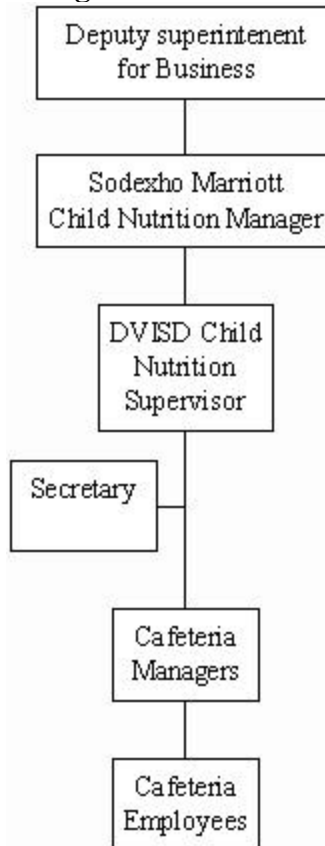 Deputy superintenent
for Business
Sodexho Marriott
Child Nutrition Manager
DVISD Child
Nutrition
Supervisor
Secretary
Cafeteria
Managers
Cafeteria
Employees